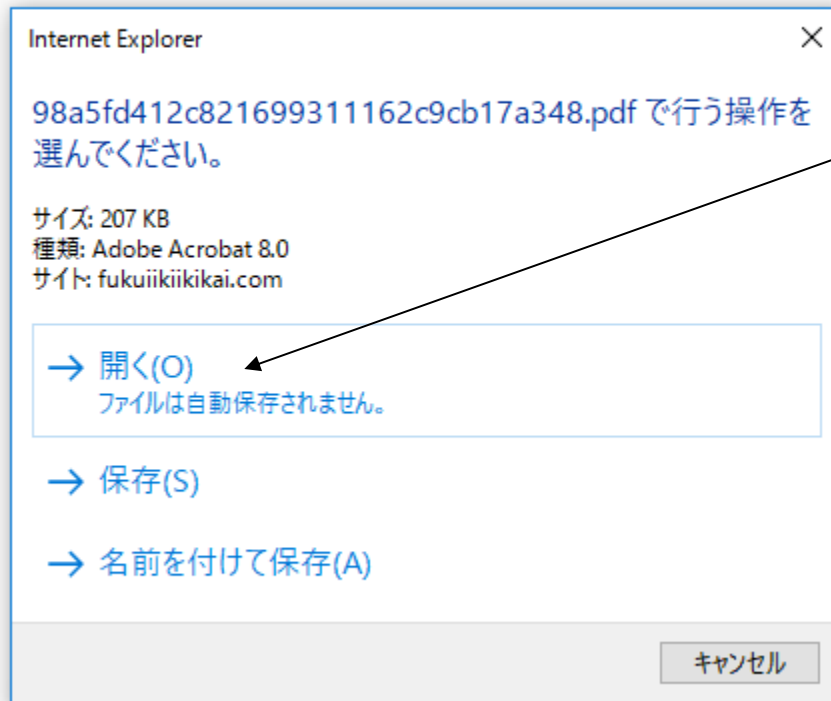 Internet Explorer
98a5fd412c821699311162c9cb17a348.pdf で行う操作を
選んでください。
サイズ: 207 KB
種類: Adobe Acrobat 8.0
サイト: fukuiikiikikai.com
→ 開く(O)
ファイルは自動保存されません。
→ 保存(S)
→ 名前を付けて保存(A)
キャンセル